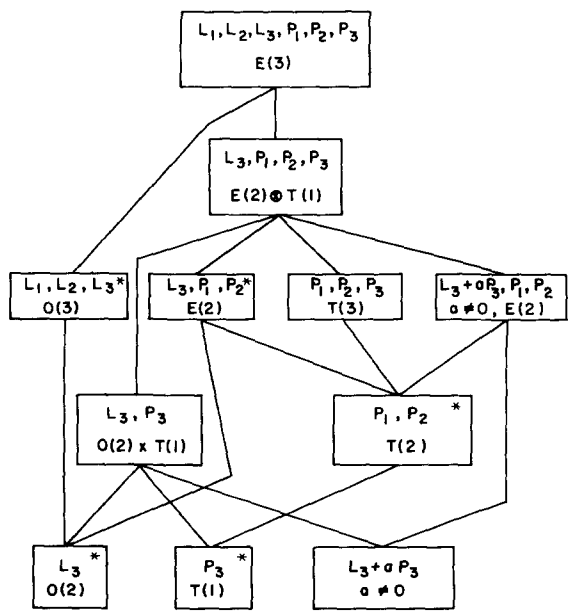 L₁, L₂, L₃, P₁, P₂, P₃
E(3)
L₃, P₁, P₂, P₃
E(2) ⊕ T(1)
L₁, L₂, L₃*
O(3)
L₃, P₁, P₂*
E(2)
P₁, P₂, P₃
T(3)
L₃+aP₃, P₁, P₂
a ≠ 0, E(2)
L₃, P₃
O(2) x T(1)
P₁, P₂ *
T(2)
L₃ *
O(2)
P₃ *
T(1)
L₃+aP₃
a ≠ 0